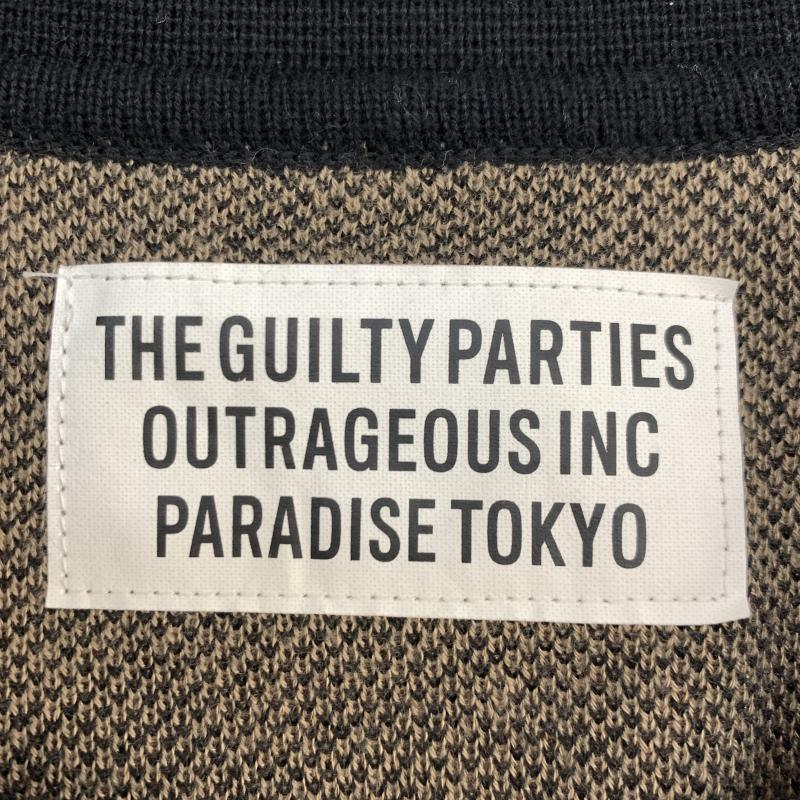 THE GUILTY PARTIES
OUTRAGEOUS INC
PARADISE TOKYO